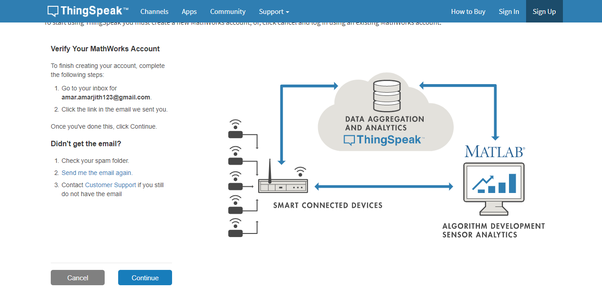 ThingSpeak™ Channels Apps Community Support How to Buy Sign In Sign Up
To start using ThingSpeak you must create a new MathWorks account, or, click cancel and log in using an existing MathWorks account.
Verify Your MathWorks Account
To finish creating your account, complete
the following steps:
1. Go to your inbox for
amar.amarjith123@gmail.com.
2. Click the link in the email we sent you.
Once you've done this, click Continue.
Didn't get the email?
1. Check your spam folder.
2. Send me the email again.
3. Contact Customer Support if you still
do not have the email
Cancel Continue
DATA AGGREGATION
AND ANALYTICS
ThingSpeak™
SMART CONNECTED DEVICES
MATLAB
ALGORITHM DEVELOPMENT
SENSOR ANALYTICS